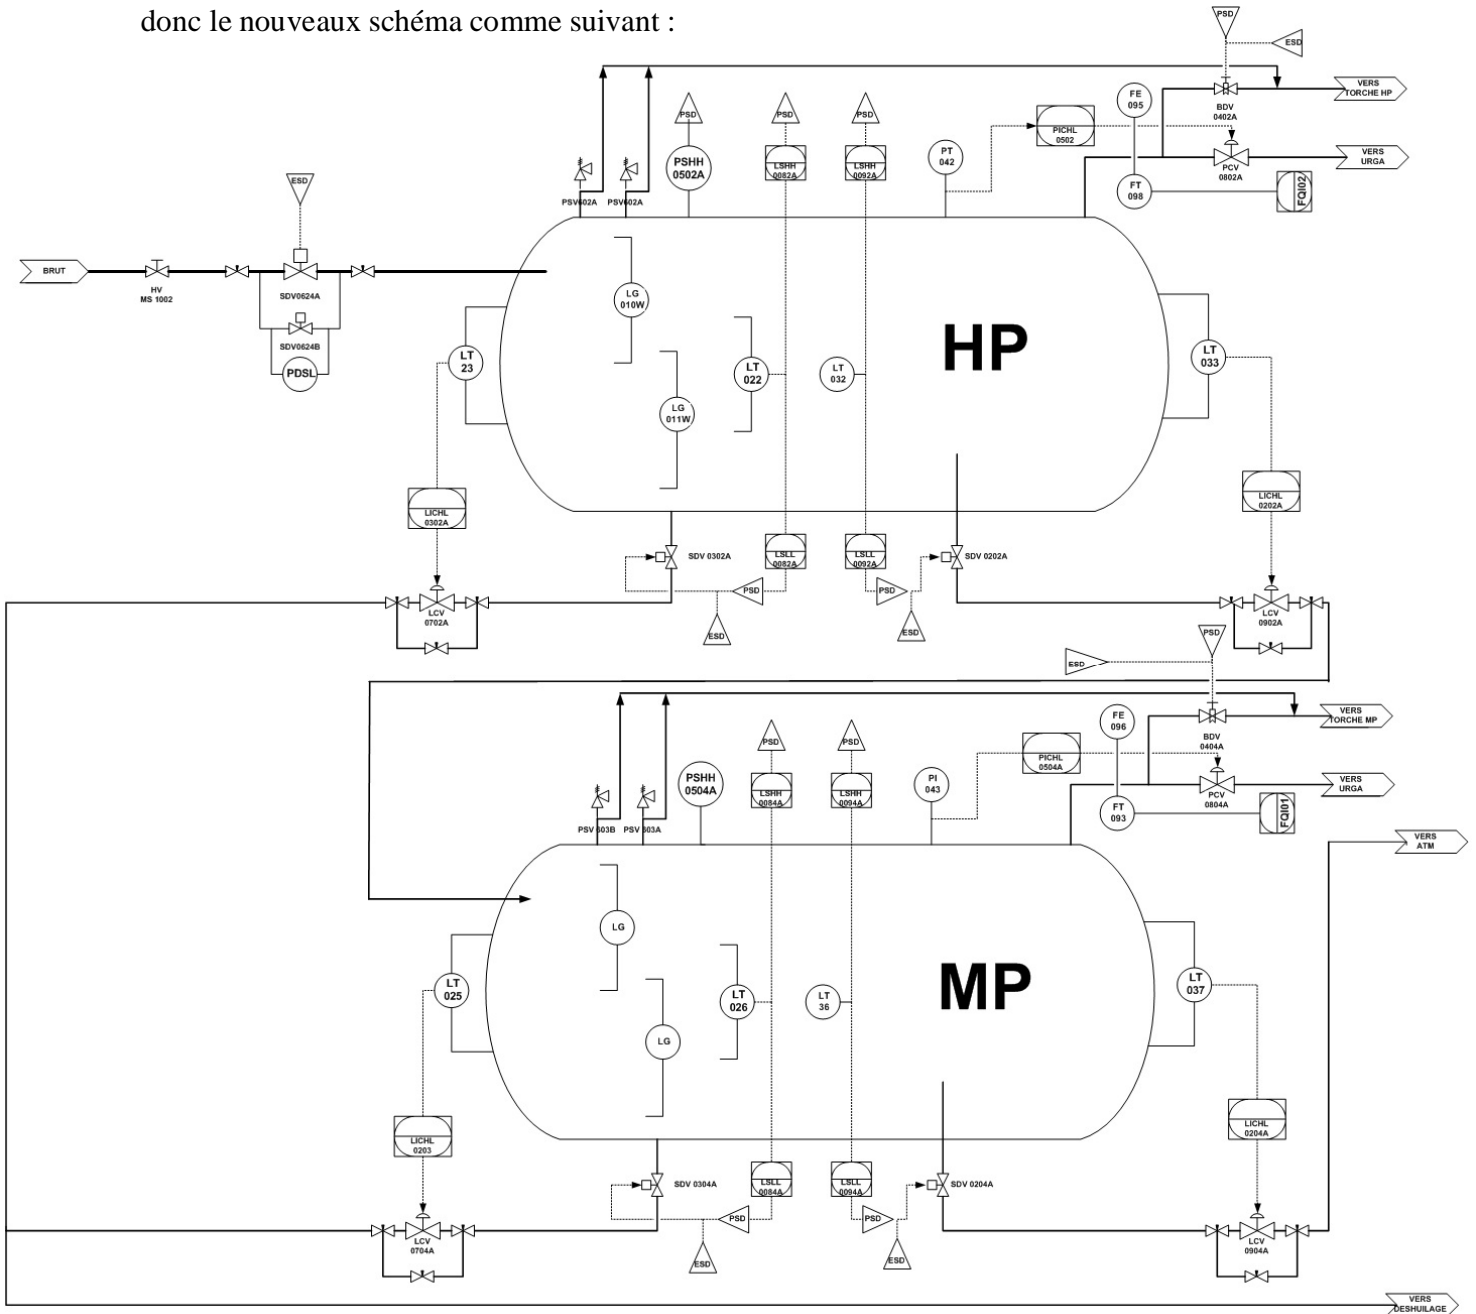 donc le nouveaux schéma comme suivant :
PSD
ESD
VERS
TORCHE HP
BDV
0402A
FE
095
PSD
PSD
PSD
PICHL
0502
PT
042
PSHH
0502A
LSHH
0082A
LSHH
0092A
VERS
URGA
PCV
0802A
FT
098
FQI02
ESD
PSV602A
PSV602A
BRUT
HV
MS 1002
SDV0624A
SDV0624B
PDSL
LG
010W
LT
23
LT
022
LT
032
HP
LT
033
LG
011W
LICHL
0302A
LICHL
0202A
SDV 0302A
LSLL
0082A
LSLL
0092A
SDV 0202A
PSD
PSD
LCV
0702A
ESD
ESD
LCV
0902A
PSD
ESD
VERS
TORCHE MP
FE
096
BDV
0404A
PSD
PSD
PICHL
0504A
PSHH
0504A
LSHH
0084A
LSHH
0094A
PI
043
VERS
URGA
PCV
0804A
FT
093
FQI01
PSV 603B
PSV 603A
VERS
ATM
LG
LT
025
LT
026
LT
36
MP
LT
037
LG
LICHL
0203
LICHL
0204A
SDV 0304A
LSLL
0084A
LSLL
0094A
SDV 0204A
PSD
PSD
LCV
0704A
ESD
ESD
LCV
0904A
VERS
DESHUILAGE